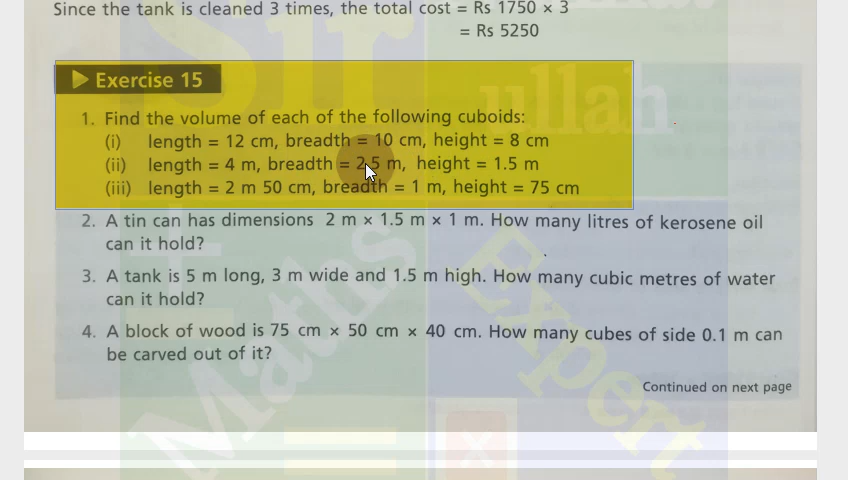 Since the tank is cleaned 3 times, the total cost = Rs 1750 × 3
= Rs 5250
Exercise 15
1. Find the volume of each of the following cuboids:
(i) length = 12 cm, breadth = 10 cm, height = 8 cm
(ii) length = 4 m, breadth = 2.5 m, height = 1.5 m
(iii) length = 2 m 50 cm, breadth = 1 m, height = 75 cm
2. A tin can has dimensions 2 m × 1.5 m × 1 m. How many litres of kerosene oil
can it hold?
3. A tank is 5 m long, 3 m wide and 1.5 m high. How many cubic metres of water
can it hold?
4. A block of wood is 75 cm × 50 cm × 40 cm. How many cubes of side 0.1 m can
be carved out of it?
Continued on next page
Sir
ullah
Maths
Expert